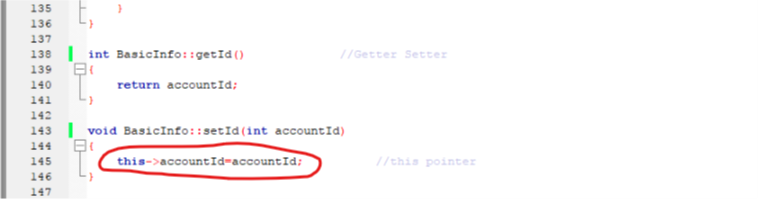 135 }
136 }
137
138 int BasicInfo::getId() //Getter Setter
139 {
140 return accountId;
141 }
142
143 void BasicInfo::setId(int accountId)
144 {
145 this->accountId=accountId; //this pointer
146 }
147